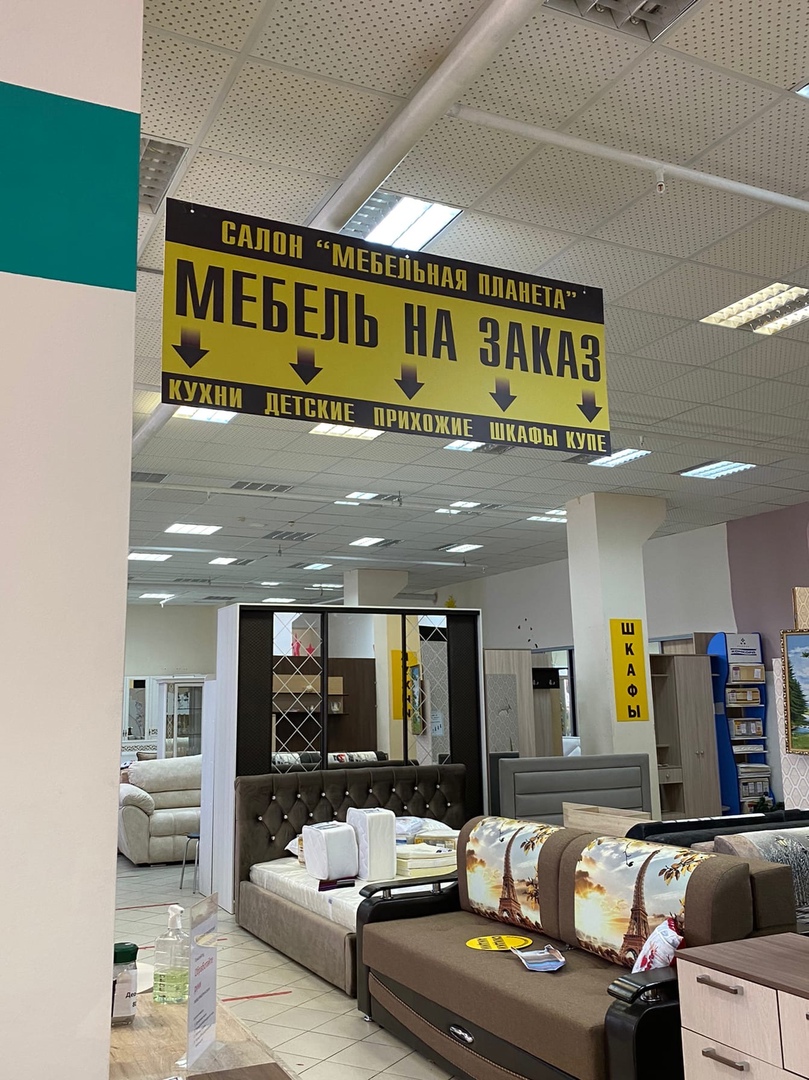 САЛОН “МЕБЕЛЬНАЯ ПЛАНЕТА”
МЕБЕЛЬ НА ЗАКАЗ
КУХНИ ДЕТСКИЕ ПРИХОЖИЕ ШКАФЫ КУПЕ
ШКАФЫ